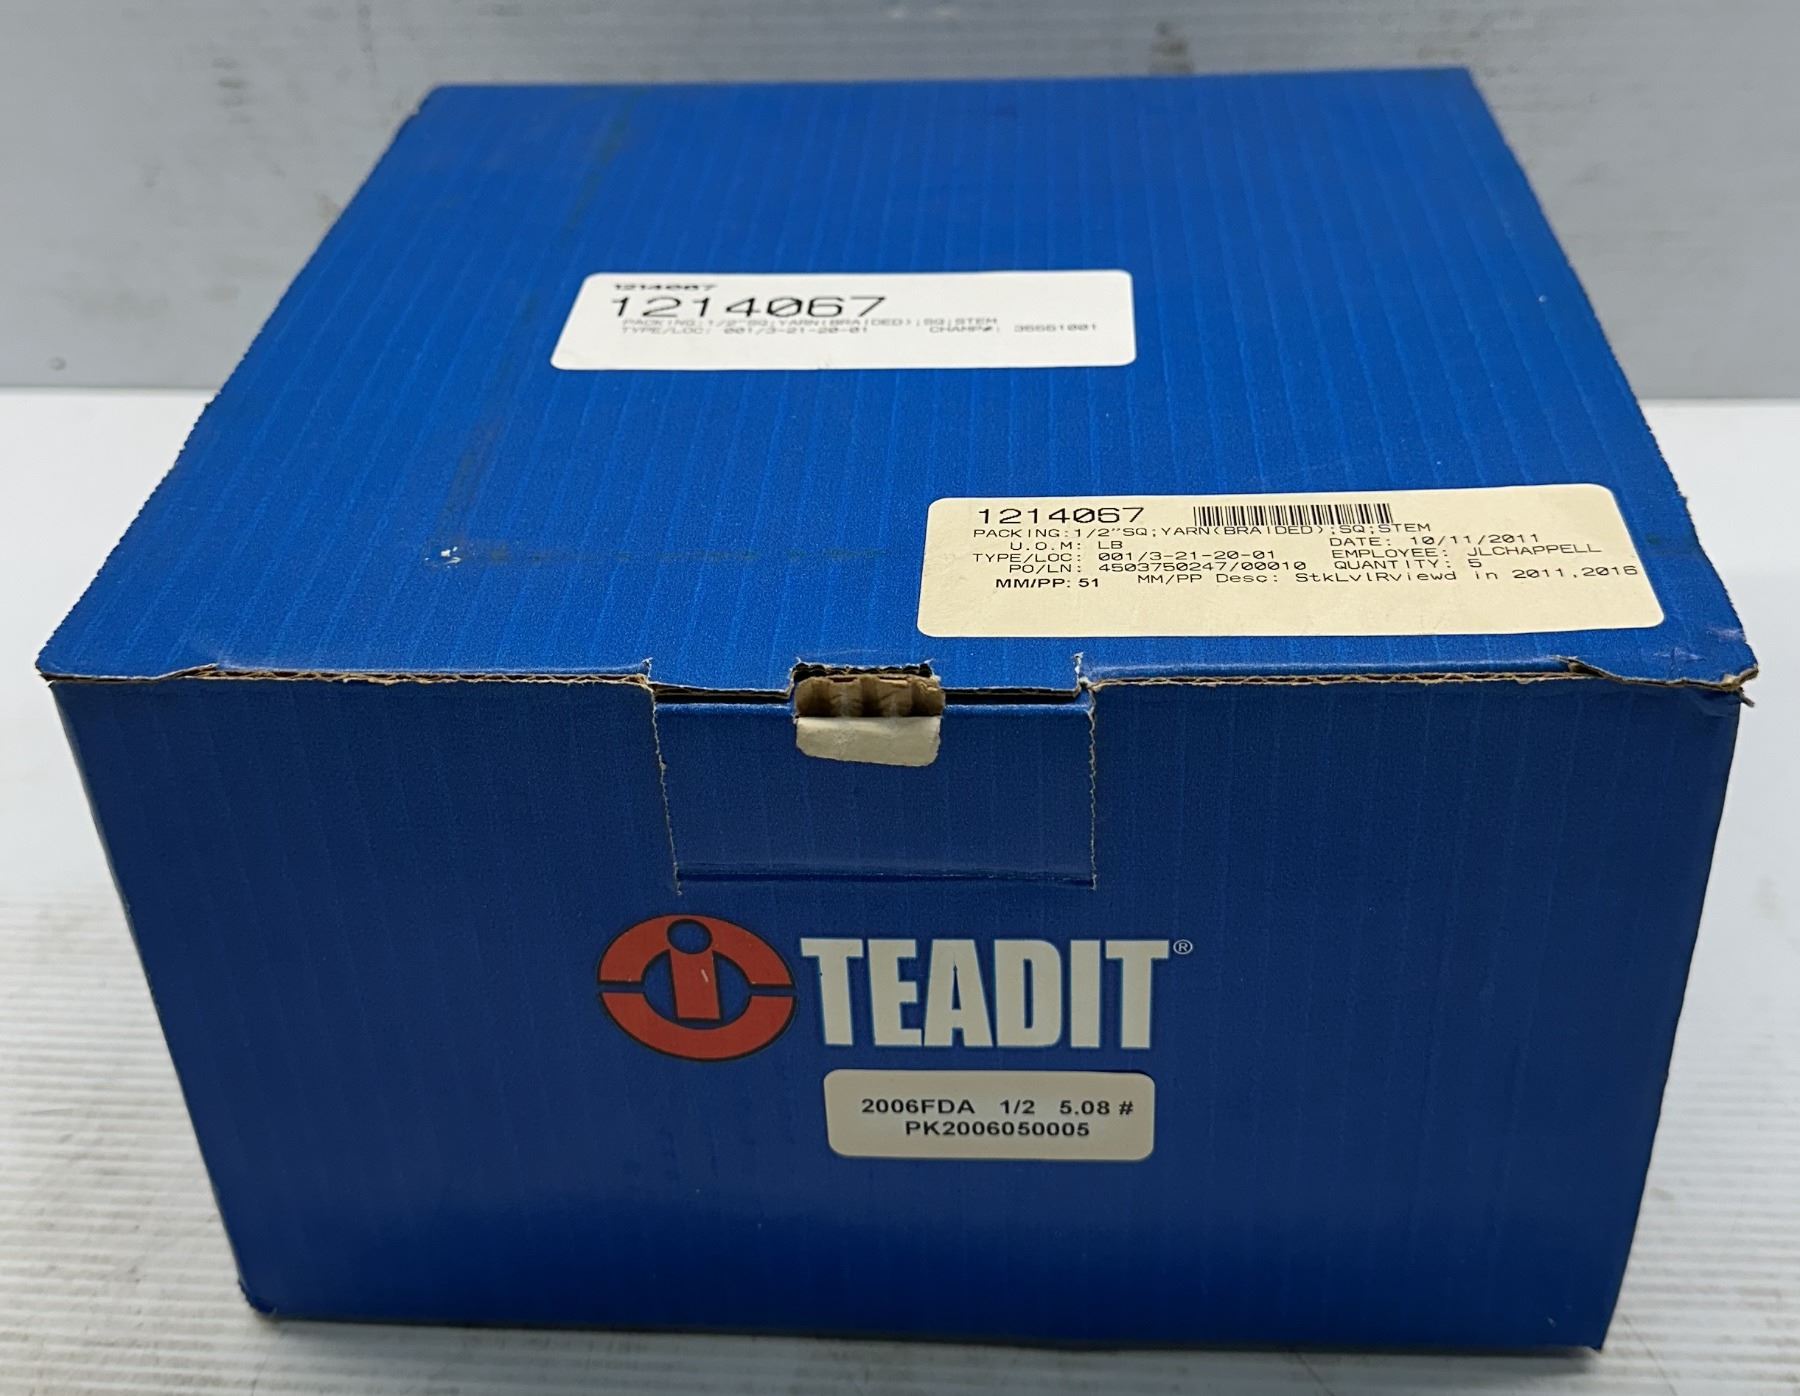 1214067
1214067
PACKING:1/2"SQ;YARN(BRAIDED);SQ;STEM
TYPE/LOC: 001/3-21-20-01 CHAMP#: 36661001
1214067
PACKING:1/2"SQ;YARN(BRAIDED);SQ;STEM
U.O.M: LB DATE: 10/11/2011
TYPE/LOC: 001/3-21-20-01 EMPLOYEE: JLCHAPPELL
PO/LN: 4503750247/00010 QUANTITY: 5
MM/PP: 51 MM/PP Desc: StkLvlRviewd in 2011,2016
TEADIT®
2006FDA 1/2 5.08 #
PK2006050005